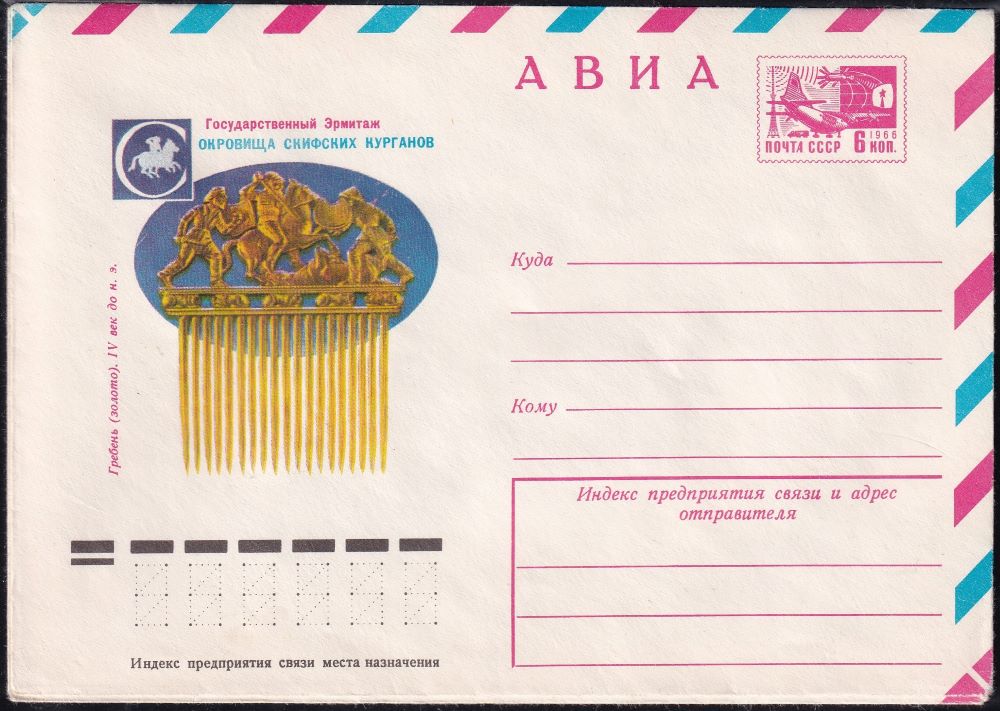 АВИА
1966
ПОЧТА СССР 6 КОП.
Государственный Эрмитаж
СОКРОВИЩА СКИФСКИХ КУРГАНОВ
Гребень (золото). IV век до н. э.
Куда
Кому
Индекс предприятия связи и адрес
отправителя
Индекс предприятия связи места назначения